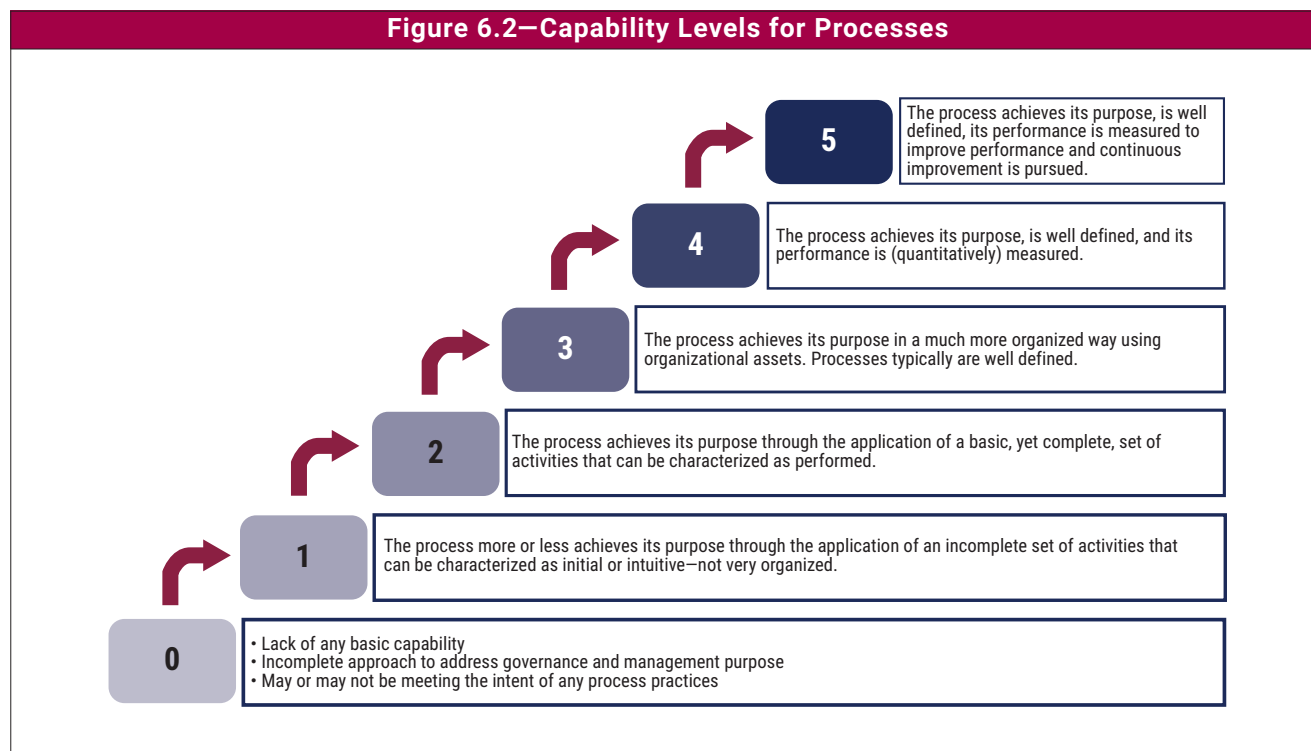 Figure 6.2—Capability Levels for Processes
5
The process achieves its purpose, is well
defined, its performance is measured to
improve performance and continuous
improvement is pursued.
4
The process achieves its purpose, is well defined, and its
performance is (quantitatively) measured.
3
The process achieves its purpose in a much more organized way using
organizational assets. Processes typically are well defined.
2
The process achieves its purpose through the application of a basic, yet complete, set of
activities that can be characterized as performed.
1
The process more or less achieves its purpose through the application of an incomplete set of activities that
can be characterized as initial or intuitive—not very organized.
0
• Lack of any basic capability
• Incomplete approach to address governance and management purpose
• May or may not be meeting the intent of any process practices